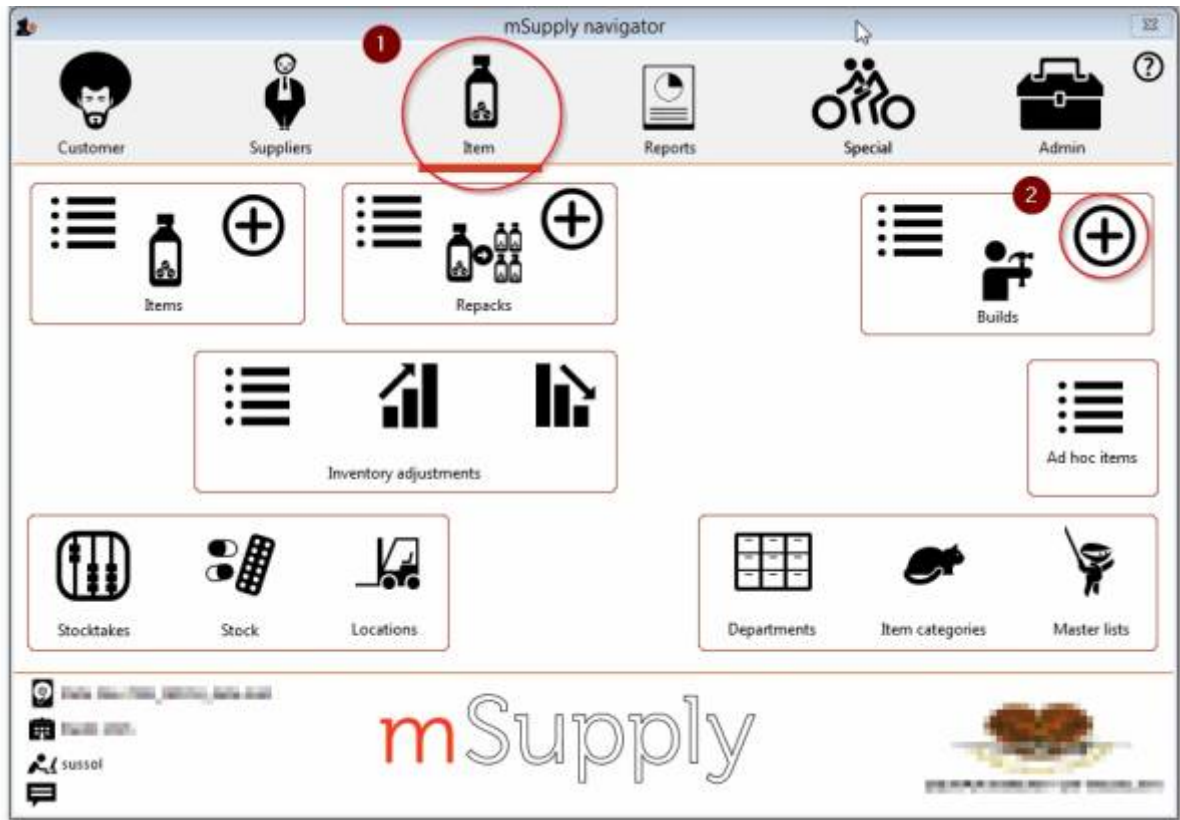 mSupply navigator
1
Customer
Suppliers
Item
Reports
Special
Admin
?
2
Items
Repacks
Builds
Inventory adjustments
Ad hoc items
Stocktakes
Stock
Locations
Departments
Item categories
Master lists
sussol
mSupply